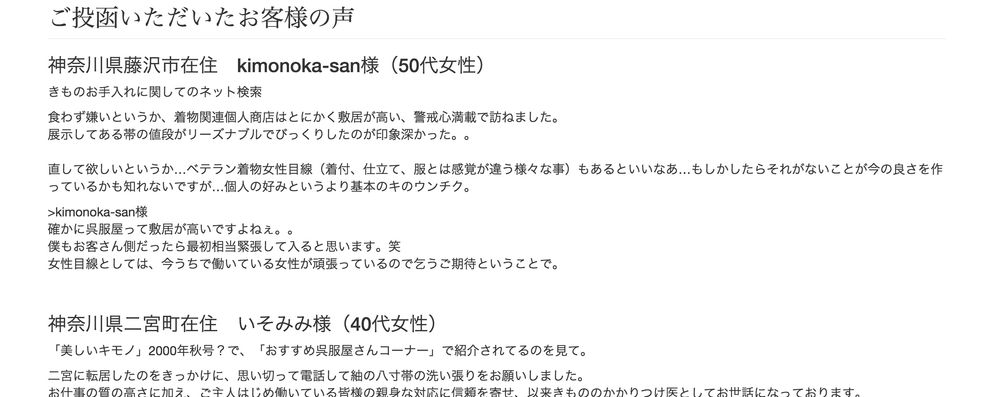 ご投函いただいたお客様の声
神奈川県藤沢市在住　kimonoka-san様（50代女性）
きものお手入れに関してのネット検索
食わず嫌いというか、着物関連個人商店はとにかく敷居が高い、警戒心満載で訪ねました。
展示してある帯の値段がリーズナブルでびっくりしたのが印象深かった。。
直して欲しいというか…ベテラン着物女性目線（着付、仕立て、服とは感覚が違う様々な事）もあるといいなあ…もしかしたらそれがないことが今の良さを作
っているかも知れないですが…個人の好みというより基本のキのウンチク。
>kimonoka-san様
確かに呉服屋って敷居が高いですよねぇ。。
僕もお客さん側だったら最初相当緊張して入ると思います。笑
女性目線としては、今うちで働いている女性が頑張っているので乞うご期待ということで。
神奈川県二宮町在住　いそみみ様（40代女性）
「美しいキモノ」2000年秋号？で、「おすすめ呉服屋さんコーナー」で紹介されてるのを見て。
二宮に転居したのをきっかけに、思い切って電話して紬の八寸帯の洗い張りをお願いしました。
お仕事の質の高さに加え、ご主人はじめ働いている皆様の親身な対応に信頼を寄せ、以来きもののかかりつけ医としてお世話になっております。